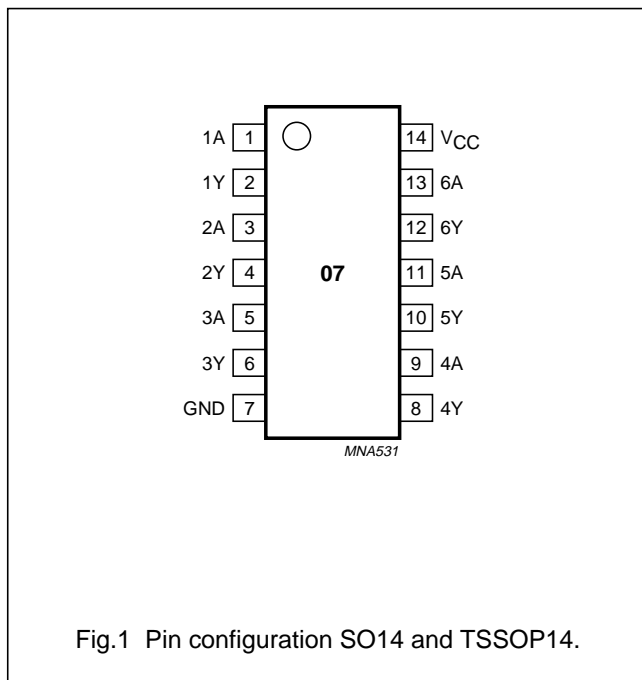 1A 1 14 VCC
1Y 2 13 6A
2A 3 12 6Y
2Y 4 07 11 5A
3A 5 10 5Y
3Y 6 9 4A
GND 7 8 4Y
MNA531
Fig.1 Pin configuration SO14 and TSSOP14.